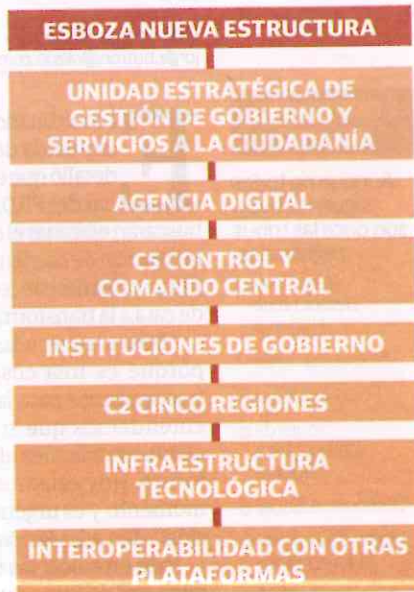 ESBOZA NUEVA ESTRUCTURA
UNIDAD ESTRATÉGICA DE
GESTIÓN DE GOBIERNO Y
SERVICIOS A LA CIUDADANÍA
AGENCIA DIGITAL
C5 CONTROL Y
COMANDO CENTRAL
INSTITUCIONES DE GOBIERNO
C2 CINCO REGIONES
INFRAESTRUCTURA
TECNOLÓGICA
INTEROPERABILIDAD CON OTRAS
PLATAFORMAS